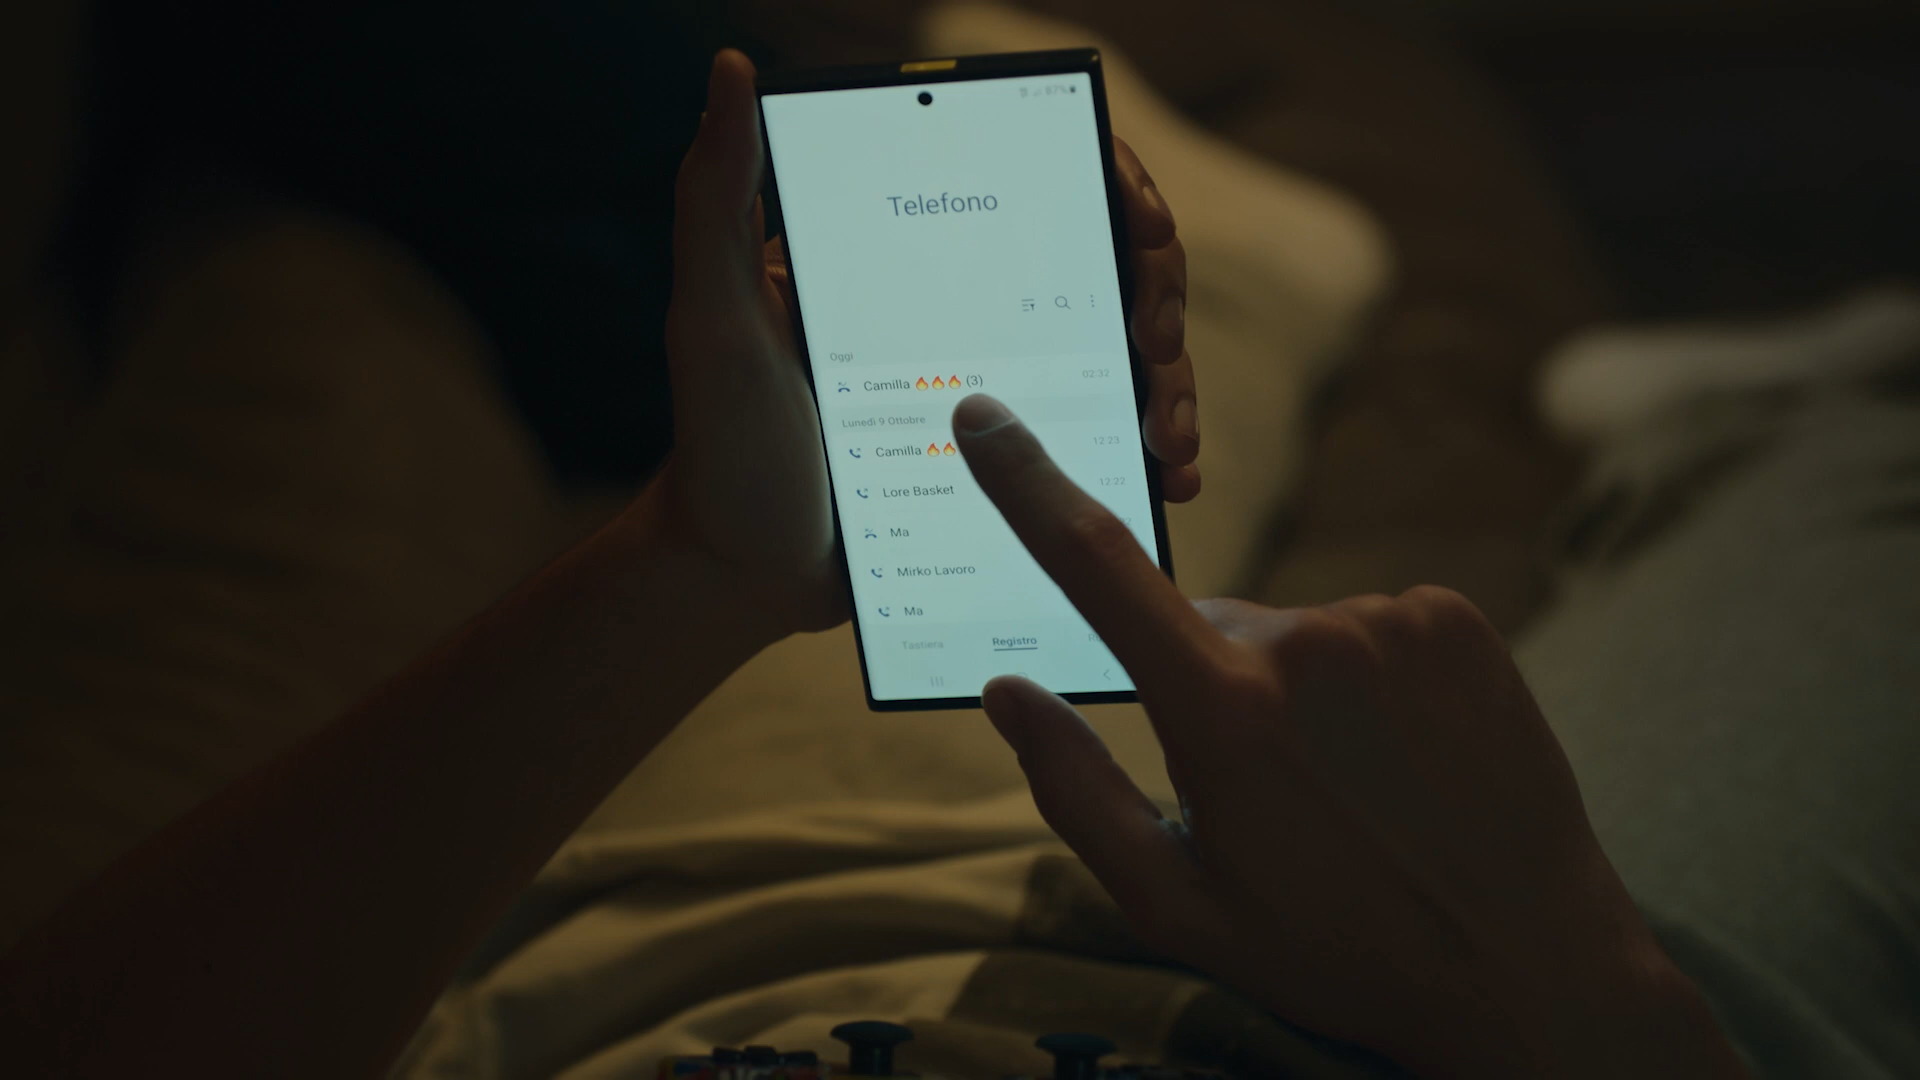 87%
Telefono
Oggi
Camilla 🔥🔥🔥 (3) 02:32
Lunedì 9 Ottobre
Camilla 🔥🔥 12:23
Lore Basket 12:22
Ma
Mirko Lavoro
Ma
Tastiera Registro